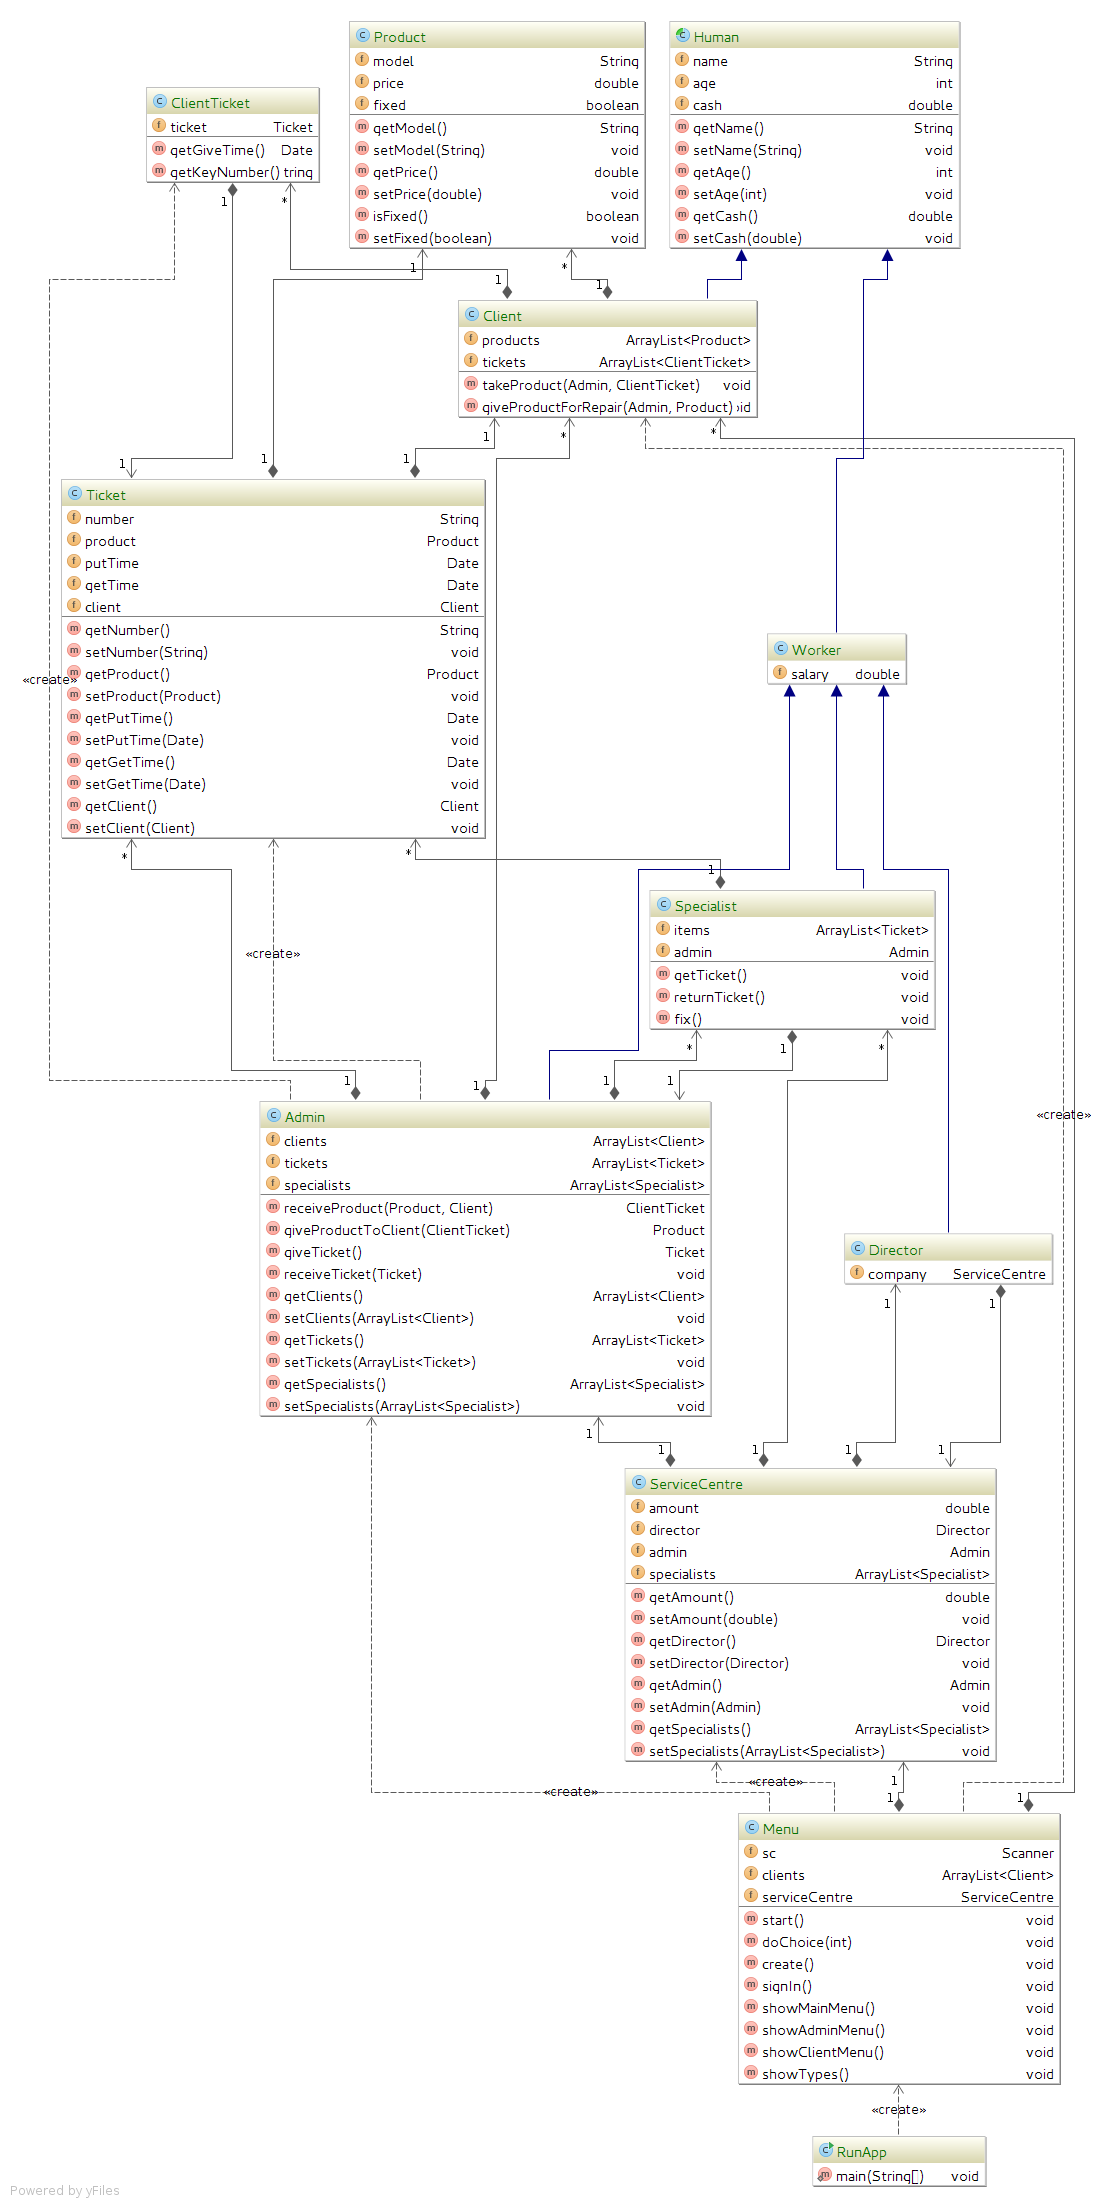 Product
model String
price double
fixed boolean
getModel() String
setModel(String) void
getPrice() double
setPrice(double) void
isFixed() boolean
setFixed(boolean) void
Human
name String
age int
cash double
getName() String
setName(String) void
getAge() int
setAge(int) void
getCash() double
setCash(double) void
ClientTicket
ticket Ticket
getGiveTime() Date
getKeyNumber() tring
1
*
1
1
*
1
Client
products ArrayList<Product>
tickets ArrayList<ClientTicket>
takeProduct(Admin, ClientTicket) void
giveProductForRepair(Admin, Product) id
1
1
1
1
*
*
Ticket
number String
product Product
putTime Date
getTime Date
client Client
getNumber() String
setNumber(String) void
getProduct() Product
setProduct(Product) void
getPutTime() Date
setPutTime(Date) void
getGetTime() Date
setGetTime(Date) void
getClient() Client
setClient(Client) void
«create»
Worker
salary double
*
*
1
«create»
Specialist
items ArrayList<Ticket>
admin Admin
getTicket() void
returnTicket() void
fix() void
*
1
*
1
1
1
1
«create»
Admin
clients ArrayList<Client>
tickets ArrayList<Ticket>
specialists ArrayList<Specialist>
receiveProduct(Product, Client) ClientTicket
giveProductToClient(ClientTicket) Product
giveTicket() Ticket
receiveTicket(Ticket) void
getClients() ArrayList<Client>
setClients(ArrayList<Client>) void
getTickets() ArrayList<Ticket>
setTickets(ArrayList<Ticket>) void
getSpecialists() ArrayList<Specialist>
setSpecialists(ArrayList<Specialist>) void
Director
company ServiceCentre
1
1
1
1
1
1
1
ServiceCentre
amount double
director Director
admin Admin
specialists ArrayList<Specialist>
getAmount() double
setAmount(double) void
getDirector() Director
setDirector(Director) void
getAdmin() Admin
setAdmin(Admin) void
getSpecialists() ArrayList<Specialist>
setSpecialists(ArrayList<Specialist>) void
«create»
«create»
1
1
1
Menu
sc Scanner
clients ArrayList<Client>
serviceCentre ServiceCentre
start() void
doChoice(int) void
create() void
signIn() void
showMainMenu() void
showAdminMenu() void
showClientMenu() void
showTypes() void
«create»
RunApp
main(String[]) void
Powered by yFiles